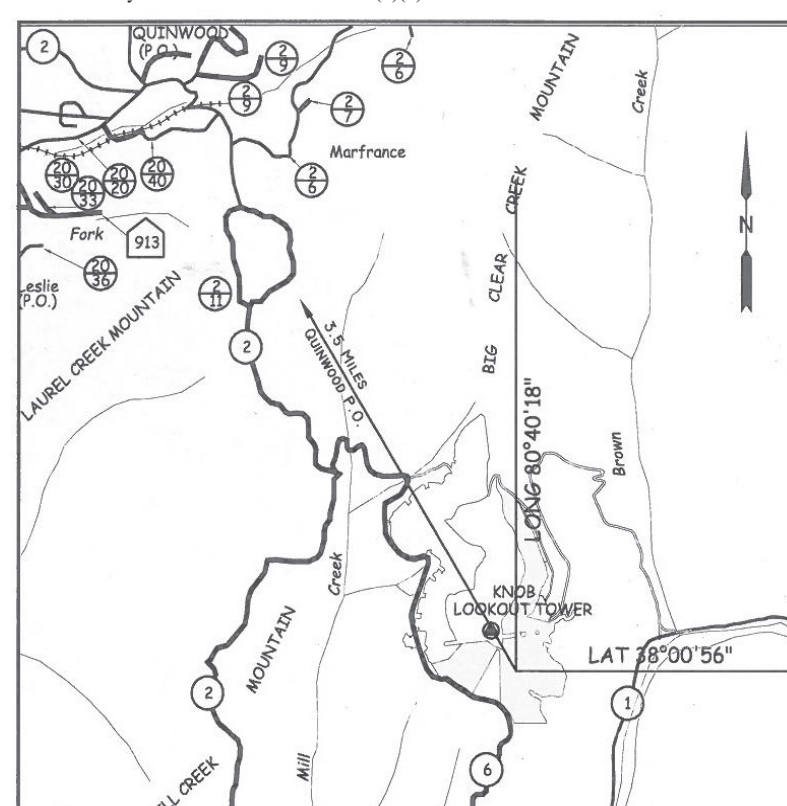 QUINWOOD
(P.O.)
2
2
9
2
6
2
9
2
7
MOUNTAIN
Creek
Marfrance
20
30
20
33
20
20
20
40
2
6
CREEK
N
Fork
913
20
36
eslie
(P.O.)
2
11
CLEAR
LAUREL CREEK MOUNTAIN
2
3.5 MILES
QUINWOOD P.O.
BIG
LONG 80°40'18"
Brown
Creek
KNOB
LOOKOUT TOWER
MOUNTAIN
LAT 38°00'56"
2
1
Mill
6
LL CREEK